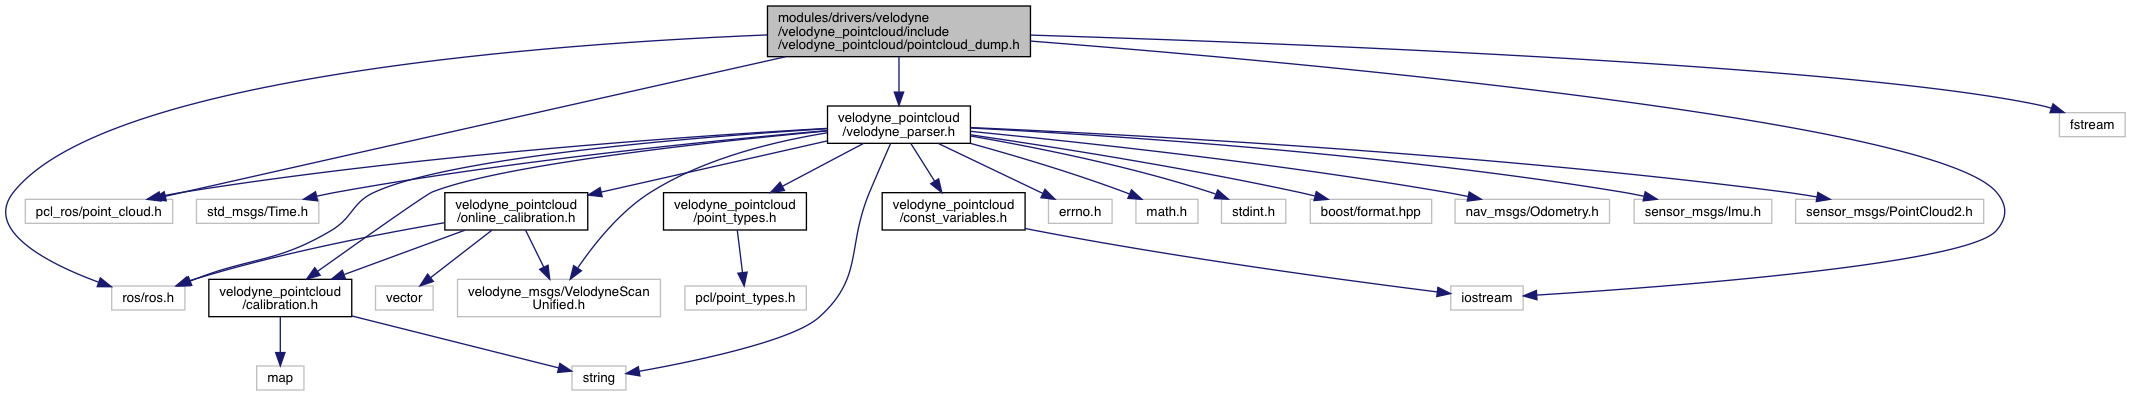 modules/drivers/velodyne
/velodyne_pointcloud/include
/velodyne_pointcloud/pointcloud_dump.h
velodyne_pointcloud
/velodyne_parser.h
fstream
pcl_ros/point_cloud.h
std_msgs/Time.h
velodyne_pointcloud
/online_calibration.h
velodyne_pointcloud
/point_types.h
velodyne_pointcloud
/const_variables.h
errno.h
math.h
stdint.h
boost/format.hpp
nav_msgs/Odometry.h
sensor_msgs/Imu.h
sensor_msgs/PointCloud2.h
ros/ros.h
velodyne_pointcloud
/calibration.h
vector
velodyne_msgs/VelodyneScan
Unified.h
pcl/point_types.h
iostream
map
string